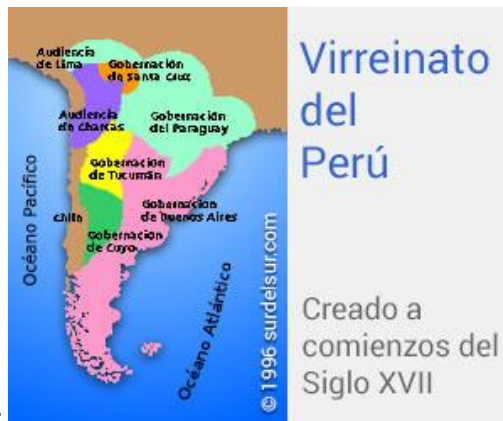 Audiencia
de Lima
Gobernación
de Santa Cruz
Audiencia
de Charcas
Gobernación
del Paraguay
Gobernación
de Tucumán
Gobernación
de Buenos Aires
Chile
Gobernación
de Cuyo
Océano Pacífico
Océano Atlántico
© 1996 surdelsur.com
Virreinato
del
Perú
Creado a
comienzos del
Siglo XVII